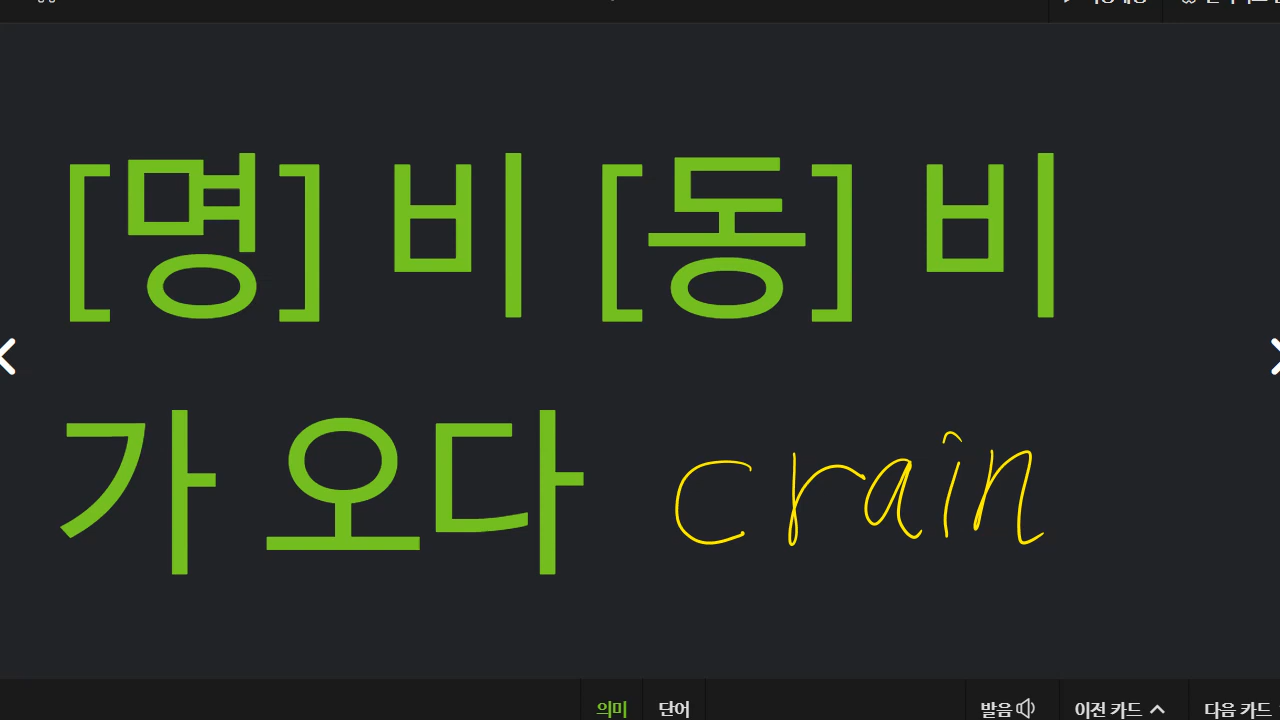 [명] 비 [동] 비
가 오다 crain
의미 단어 발음 이전 카드 다음 카드